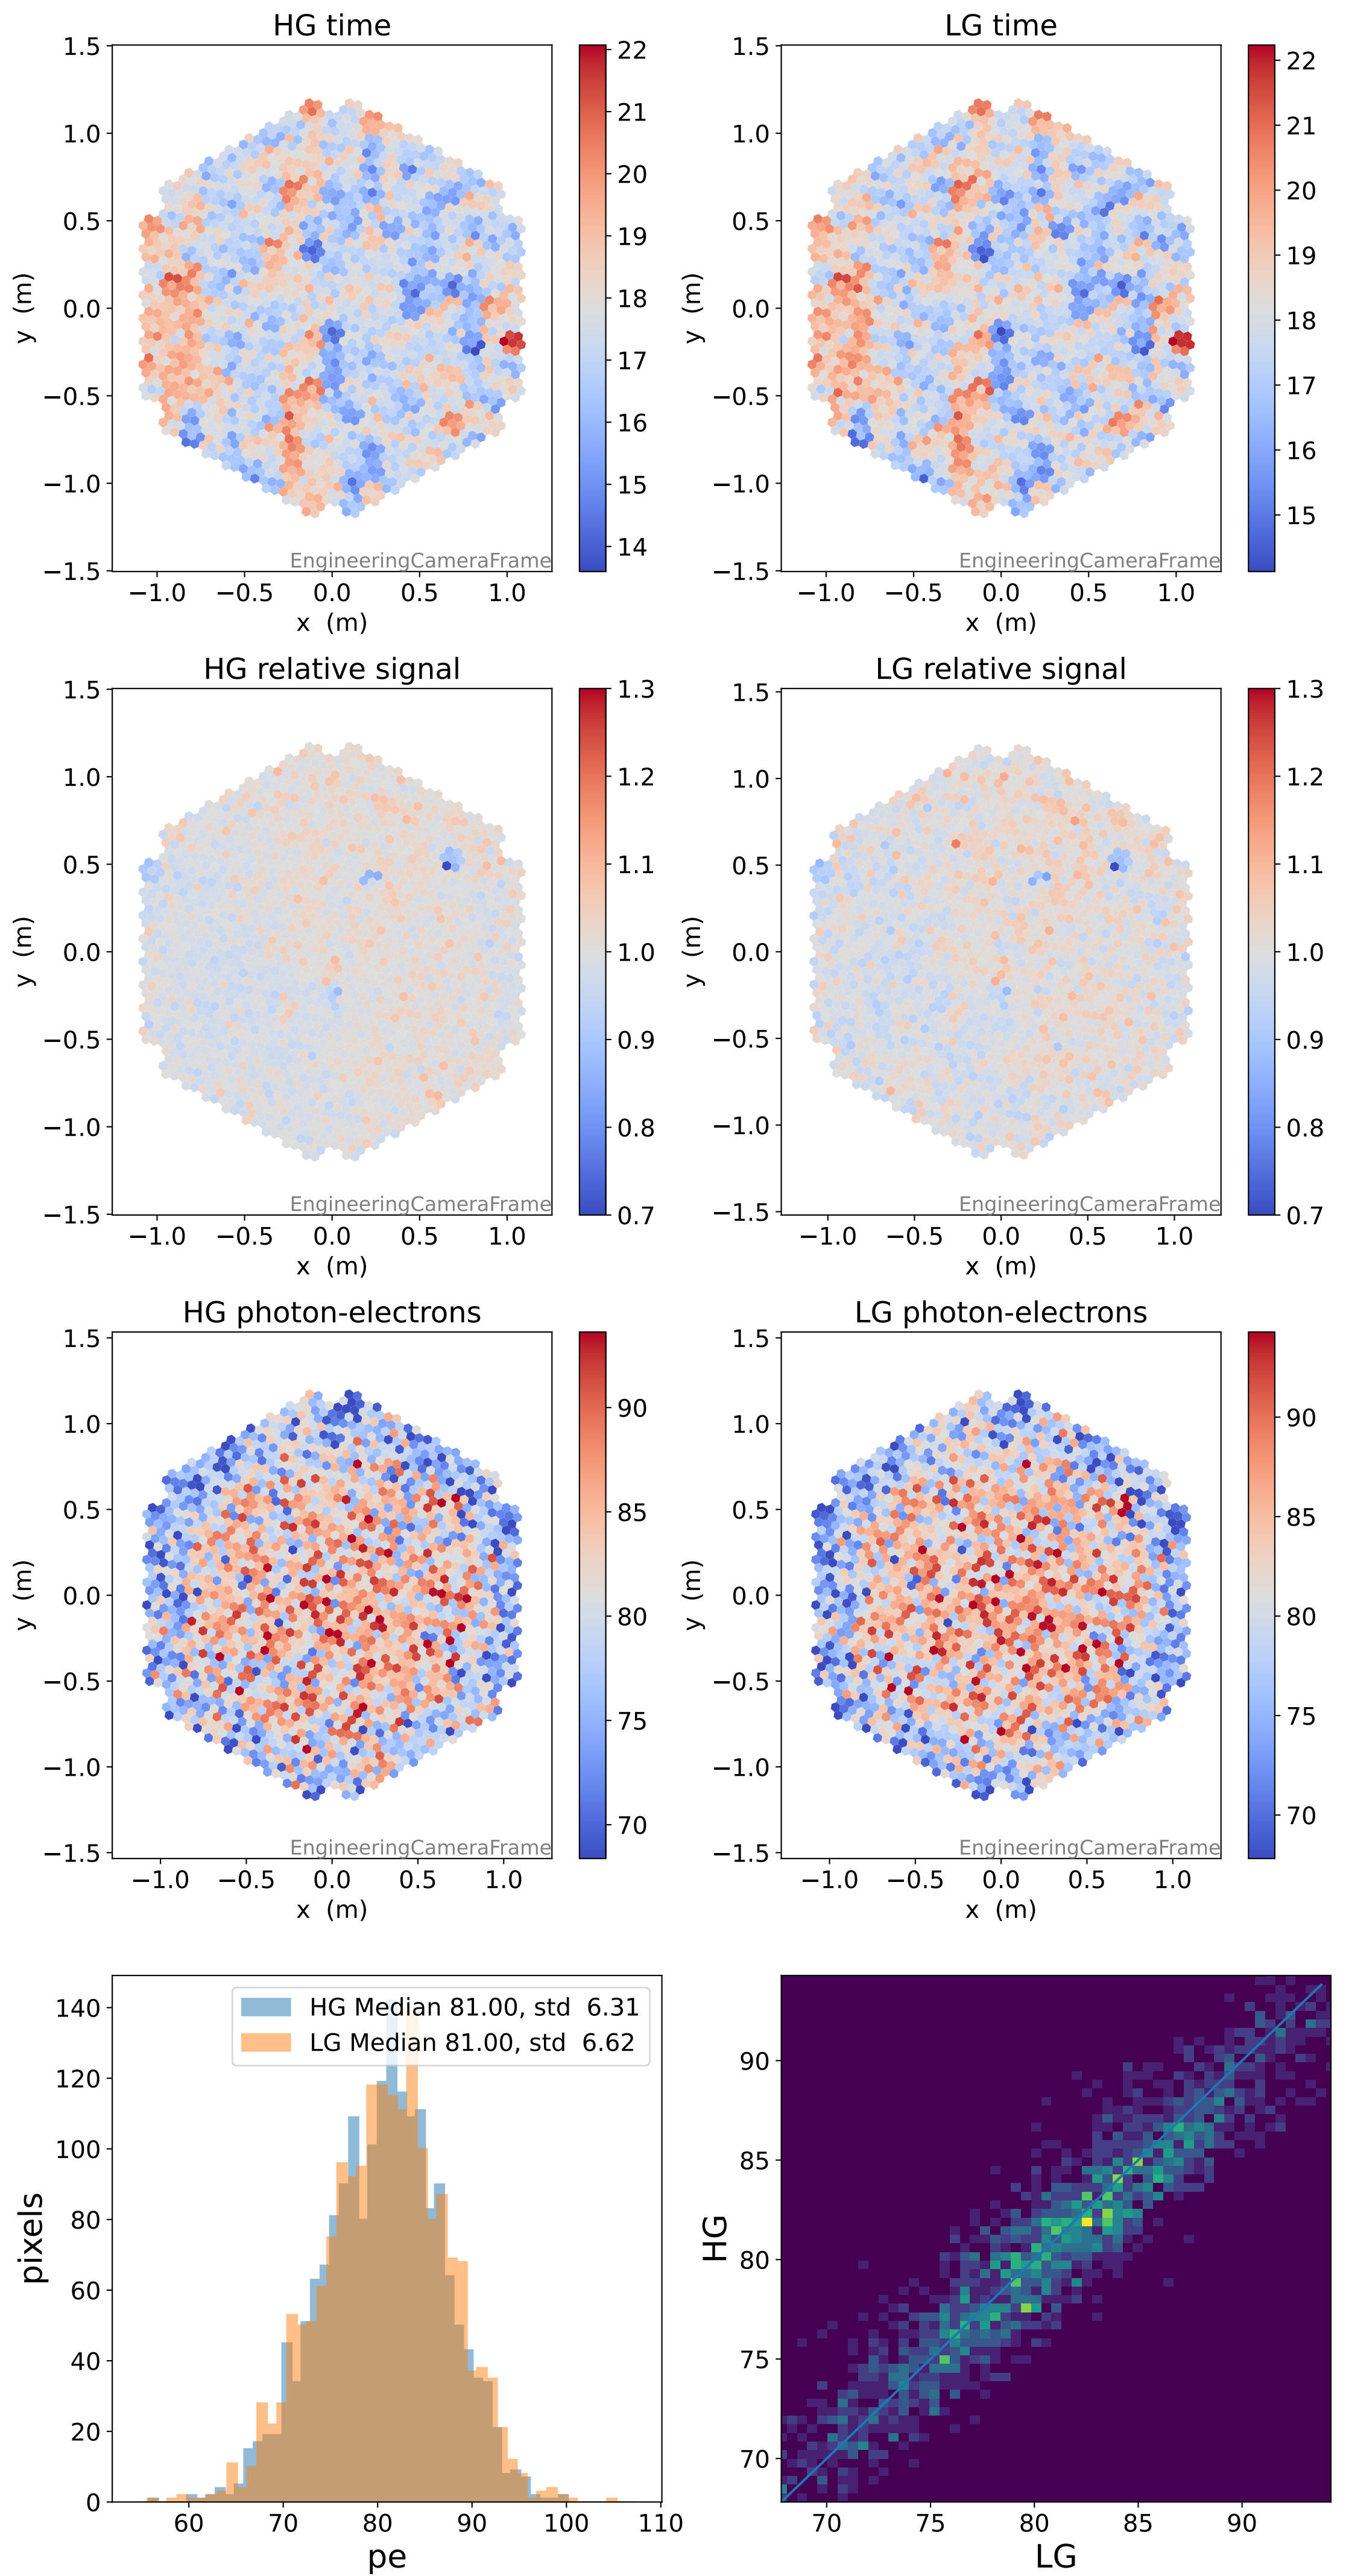 HG time
1.5
1.0
0.5
0.0
−0.5
−1.0
−1.5
y (m)
−1.0 −0.5 0.0 0.5 1.0
x (m)
EngineeringCameraFrame
22
21
20
19
18
17
16
15
14
LG time
1.5
1.0
0.5
0.0
−0.5
−1.0
−1.5
y (m)
−1.0 −0.5 0.0 0.5 1.0
x (m)
EngineeringCameraFrame
22
21
20
19
18
17
16
15
HG relative signal
1.5
1.0
0.5
0.0
−0.5
−1.0
−1.5
y (m)
−1.0 −0.5 0.0 0.5 1.0
x (m)
EngineeringCameraFrame
1.3
1.2
1.1
1.0
0.9
0.8
0.7
LG relative signal
1.5
1.0
0.5
0.0
−0.5
−1.0
−1.5
y (m)
−1.0 −0.5 0.0 0.5 1.0
x (m)
EngineeringCameraFrame
1.3
1.2
1.1
1.0
0.9
0.8
0.7
HG photon-electrons
1.5
1.0
0.5
0.0
−0.5
−1.0
−1.5
y (m)
−1.0 −0.5 0.0 0.5 1.0
x (m)
EngineeringCameraFrame
90
85
80
75
70
LG photon-electrons
1.5
1.0
0.5
0.0
−0.5
−1.0
−1.5
y (m)
−1.0 −0.5 0.0 0.5 1.0
x (m)
EngineeringCameraFrame
90
85
80
75
70
HG Median 81.00, std 6.31
LG Median 81.00, std 6.62
140
120
100
80
60
40
20
0
pixels
60 70 80 90 100 110
pe
90
85
80
75
70
HG
70 75 80 85 90
LG